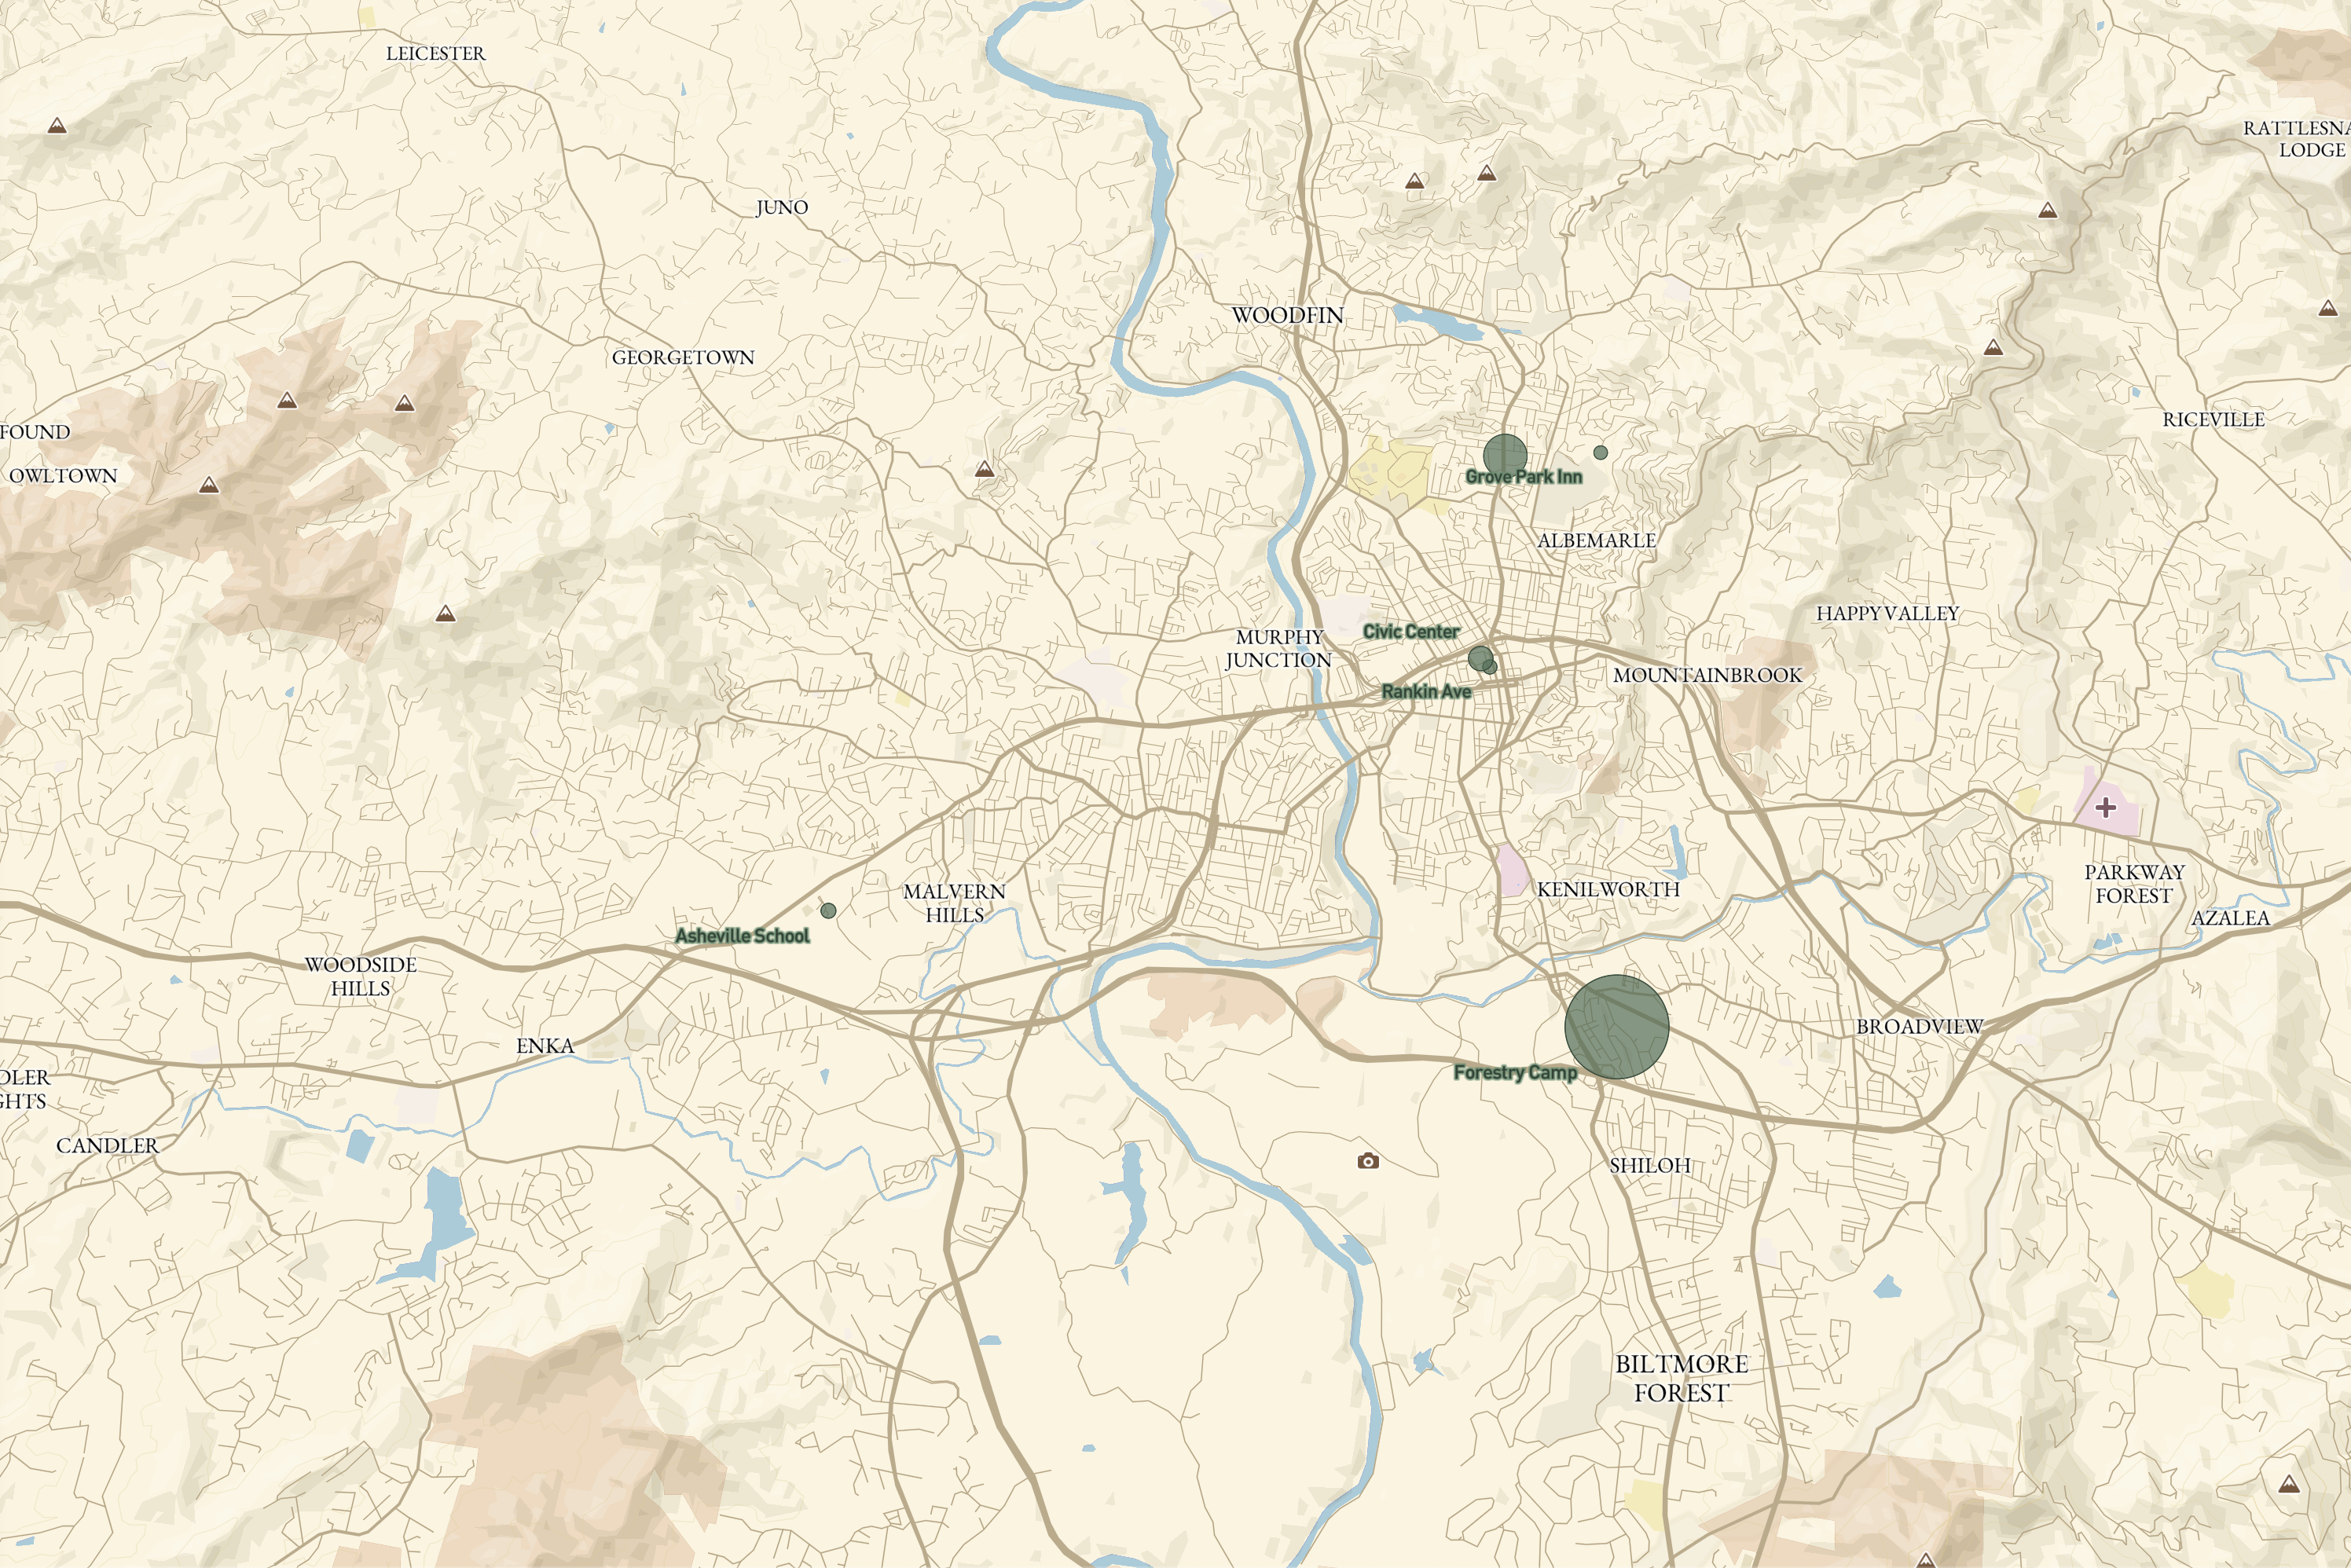 LEICESTER
RATTLESNA
LODGE
JUNO
WOODFIN
GEORGETOWN
RICEVILLE
FOUND
OWLTOWN
Grove Park Inn
ALBEMARLE
HAPPY VALLEY
Civic Center
MURPHY
JUNCTION
MOUNTAINBROOK
Rankin Ave
PARKWAY
FOREST
MALVERN
HILLS
KENILWORTH
AZALEA
Asheville School
WOODSIDE
HILLS
BROADVIEW
ENKA
Forestry Camp
DLER
GHTS
CANDLER
SHILOH
BILTMORE
FOREST